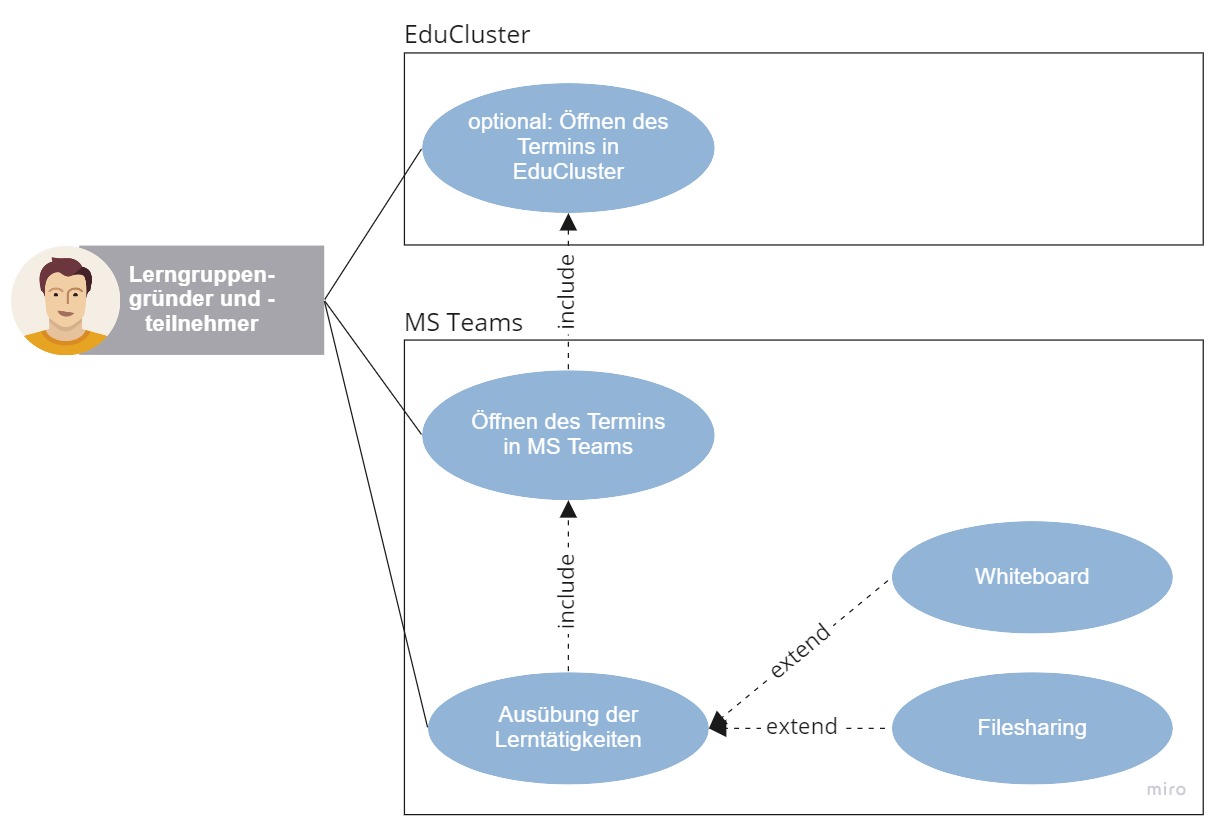 EduCluster
optional: Öffnen des
Termins in
EduCluster
Lerngruppen-
gründer und -
teilnehmer
include
MS Teams
Öffnen des Termins
in MS Teams
include
Whiteboard
extend
Ausübung der
Lerntätigkeiten
extend
Filesharing
miro